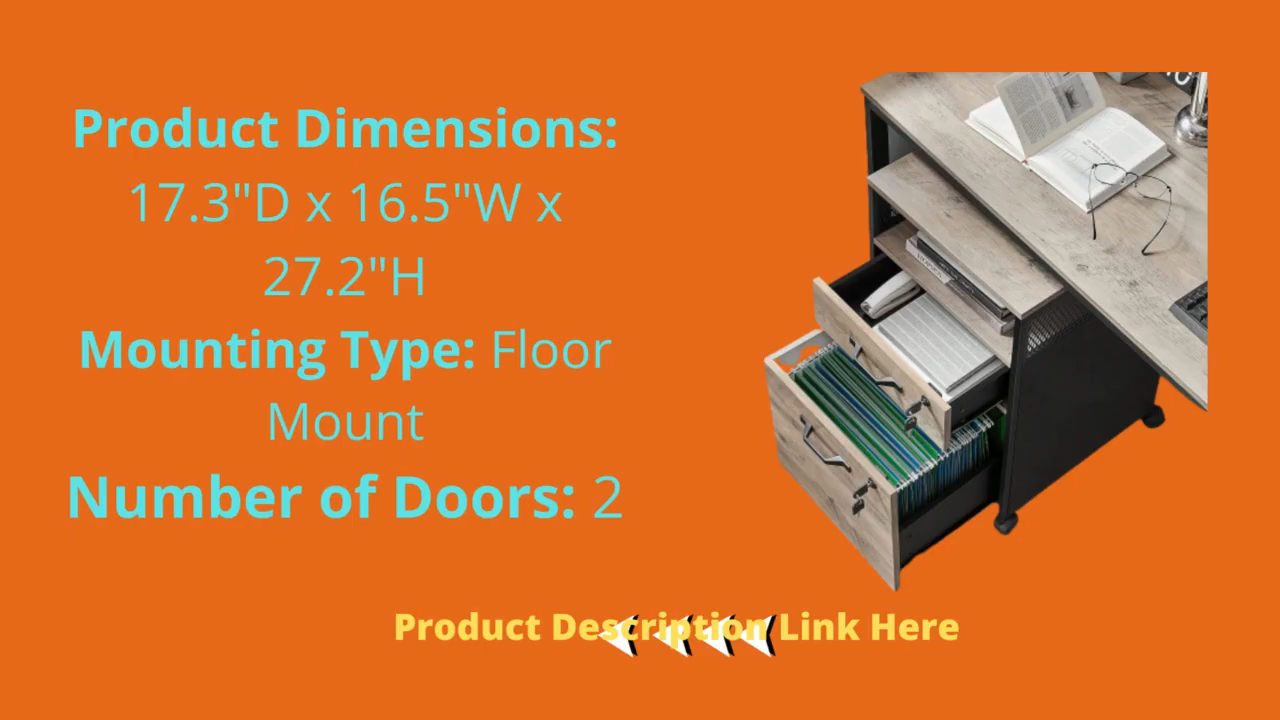 Product Dimensions:
17.3"D x 16.5"W x
27.2"H
Mounting Type: Floor
Mount
Number of Doors: 2
Product Description Link Here